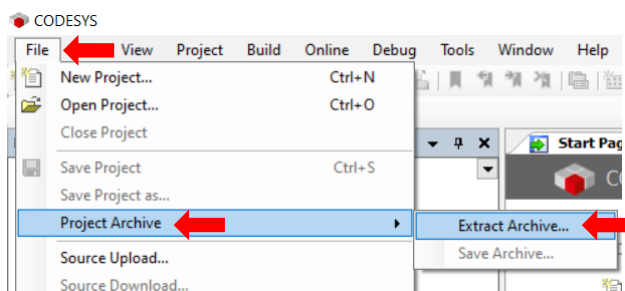 CODESYS
File View Project Build Online Debug Tools Window Help
New Project... Ctrl+N
Open Project... Ctrl+O
Close Project
Start Pag
Save Project Ctrl+S
Save Project as...
Project Archive
Extract Archive...
Source Upload...
Save Archive...
Source Download...